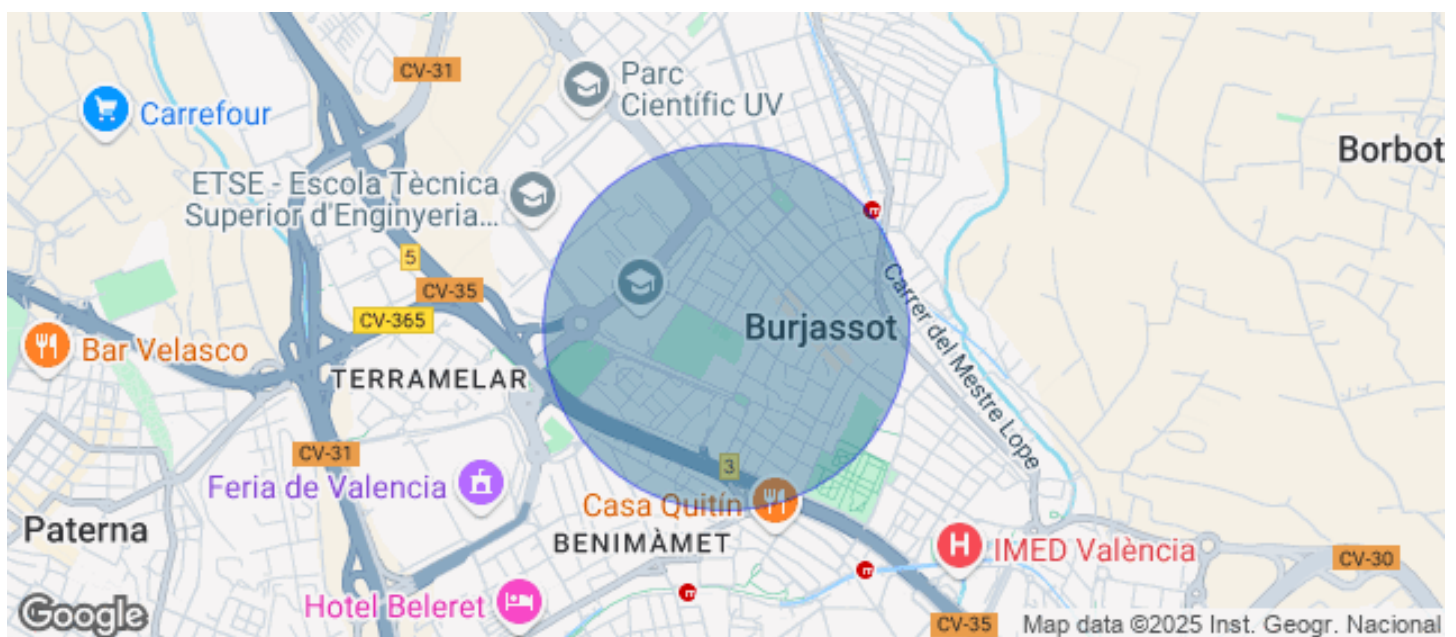 CV-31
Parc
Científic UV
Carrefour
Borbot
ETSE - Escola Tècnica
Superior d'Enginyeria...
5
CV-35
CV-365
Carrer del Mestre Lope
Burjassot
Bar Velasco
TERRAMELAR
CV-31
3
Feria de Valencia
Casa Quitín
Paterna
BENIMÀMET
H
IMED València
CV-30
Hotel Beleret
Google
CV-35
Map data ©2025 Inst. Geogr. Nacional